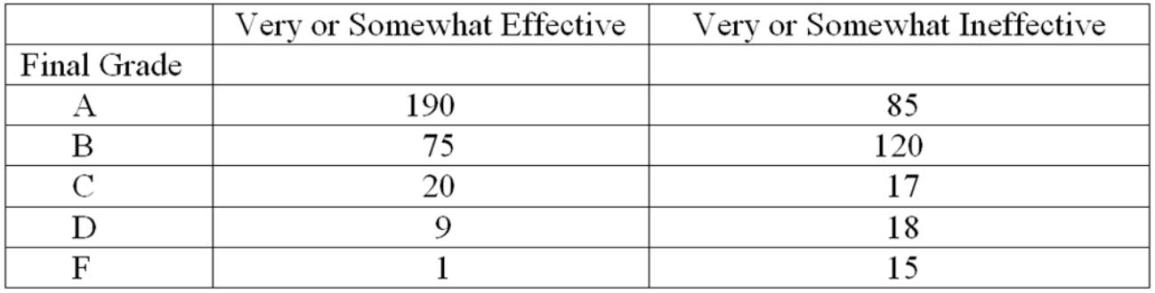 Very or Somewhat Effective Very or Somewhat Ineffective
Final Grade
A 190 85
B 75 120
C 20 17
D 9 18
F 1 15